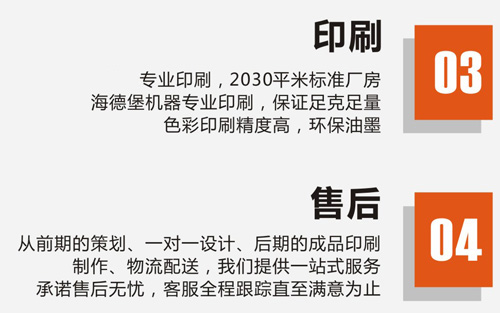 印刷
03
专业印刷，2030平米标准厂房
海德堡机器专业印刷，保证足克足量
色彩印刷精度高，环保油墨
售后
04
从前期的策划、一对一设计、后期的成品印刷
制作、物流配送，我们提供一站式服务
承诺售后无忧，客服全程跟踪直至满意为止